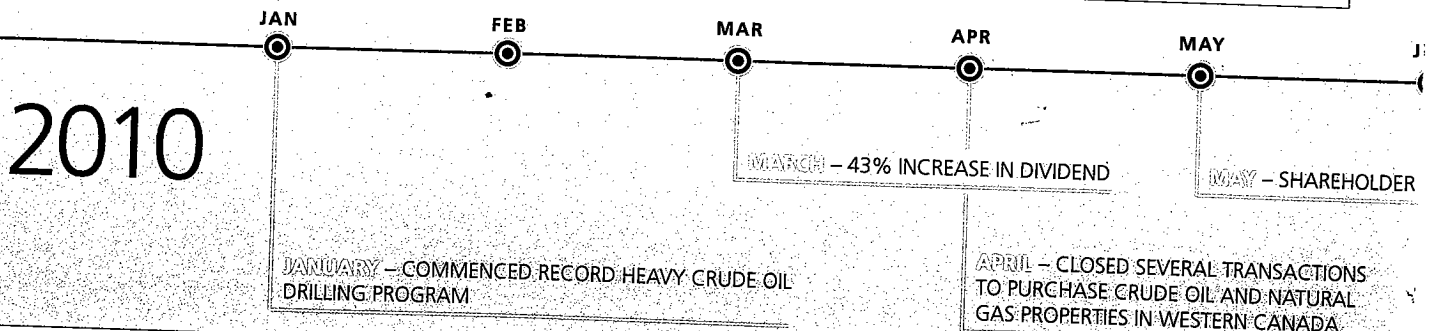 JAN
FEB
MAR
APR
MAY
2010
MARCH – 43% INCREASE IN DIVIDEND
MAY – SHAREHOLDER
JANUARY – COMMENCED RECORD HEAVY CRUDE OIL
DRILLING PROGRAM
APRIL – CLOSED SEVERAL TRANSACTIONS
TO PURCHASE CRUDE OIL AND NATURAL
GAS PROPERTIES IN WESTERN CANADA